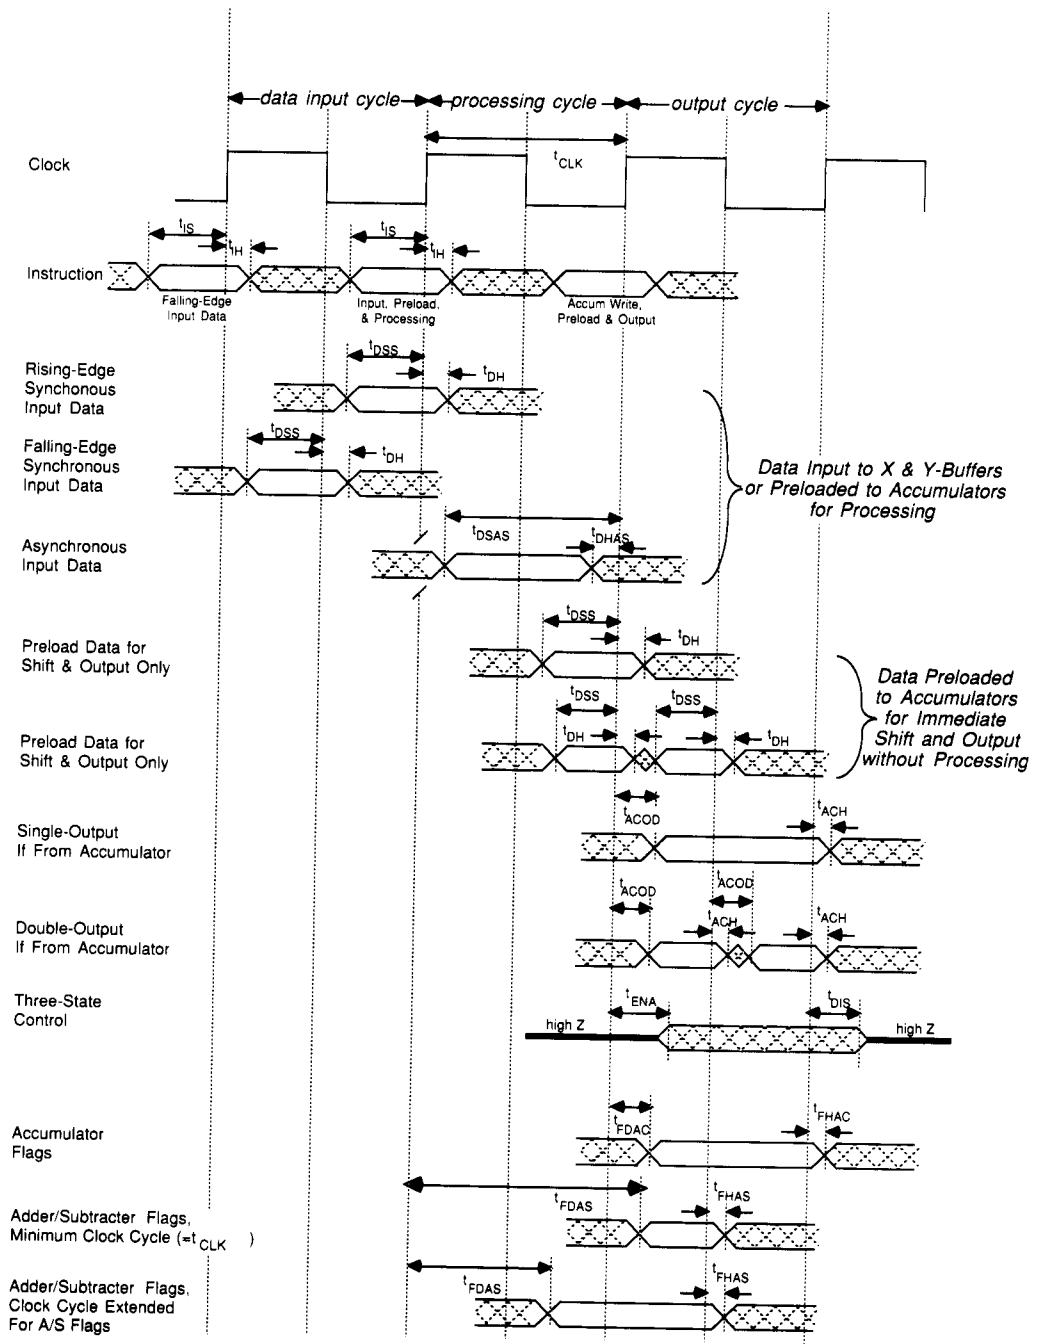 data input cycle
processing cycle
output cycle
Clock
tCLK
tIS
tIH
tIS
tIH
Instruction
Falling-Edge
Input Data
Input, Preload,
& Processing
Accum Write,
Preload & Output
tDSS
tDH
Rising-Edge
Synchonous
Input Data
tDSS
tDH
Falling-Edge
Synchronous
Input Data
Data Input to X & Y-Buffers
or Preloaded to Accumulators
for Processing
tDSAS
tDHAS
Asynchronous
Input Data
tDSS
tDH
Preload Data for
Shift & Output Only
tDSS
tDSS
tDH
tDH
Preload Data for
Shift & Output Only
Data Preloaded
to Accumulators
for Immediate
Shift and Output
without Processing
tACOD
tACH
Single-Output
If From Accumulator
tACOD
tACOD
tACH
tACH
Double-Output
If From Accumulator
Three-State
Control
tENA
tDIS
high Z
high Z
tFDAC
tFHAC
Accumulator
Flags
tFDAS
tFHAS
Adder/Subtracter Flags,
Minimum Clock Cycle (=tCLK )
tFDAS
tFHAS
Adder/Subtracter Flags,
Clock Cycle Extended
For A/S Flags